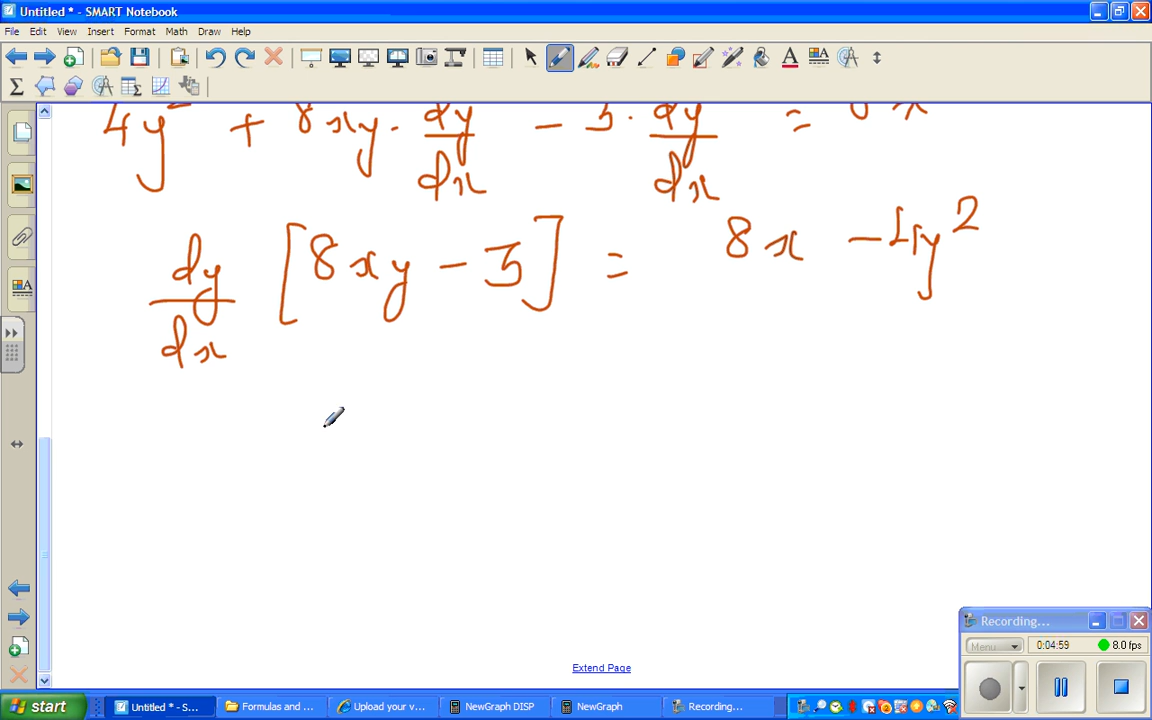 Untitled * - SMART Notebook
File Edit View Insert Format Math Draw Help
4y² + 8xy · dy/dx - 3 · dy/dx = 8x
dy/dx [8xy - 3] = 8x - 4y²
Extend Page
Recording...
Menu 0:04:59 8.0 fps
start Untitled * - S... Formulas and ... Upload your v... NewGraph DISP NewGraph Recording...